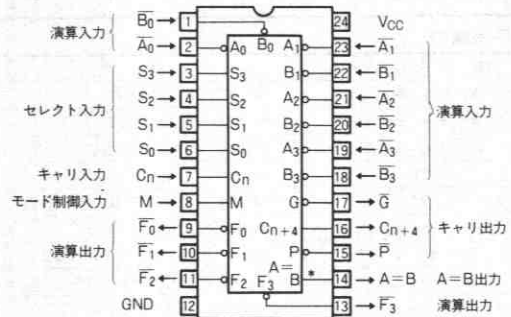 演算入力
B̅0 1 24 VCC
A̅0 2 A0 B0 A1 23 A̅1
S3 3 S3 B1 22 B̅1
S2 4 S2 A2 21 A̅2
セレクト入力 演算入力
S1 5 S1 B2 20 B̅2
S0 6 S0 A3 19 A̅3
キャリ入力 Cn 7 Cn B3 18 B̅3
モード制御入力 M 8 M G 17 G̅
F̅0 9 F0 Cn+4 16 Cn+4 キャリ出力
演算出力 F̅1 10 F1 P 15 P̅
F̅2 11 F2 A=B * 14 A=B A=B出力
GND 12 F3 13 F̅3 演算出力